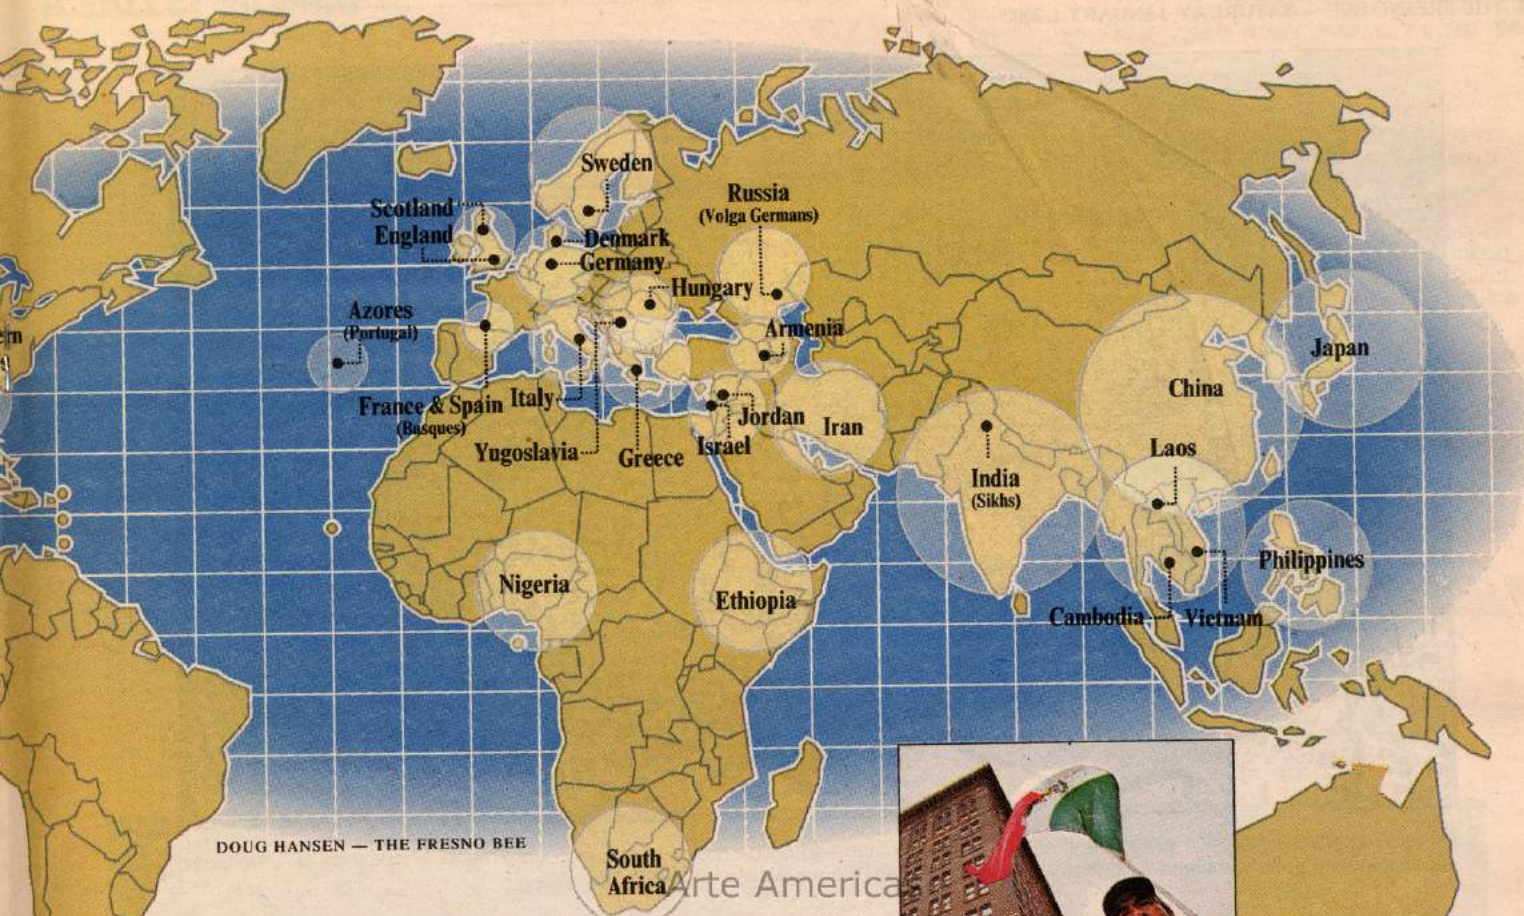 Sweden
Scotland
England
Russia
(Volga Germans)
Denmark
Germany
Hungary
Azores
(Portugal)
Armenia
Japan
China
France & Spain
(Basques)
Italy
Jordan
Iran
Yugoslavia
Greece
Israel
Laos
India
(Sikhs)
Nigeria
Ethiopia
Philippines
Cambodia
Vietnam
DOUG HANSEN — THE FRESNO BEE
South
Africa
Arte America